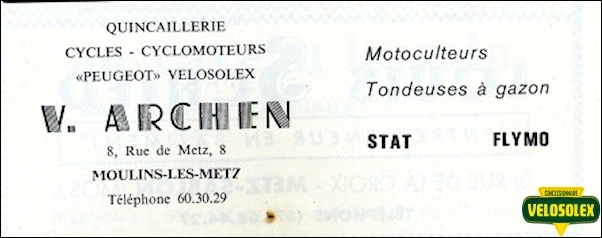 QUINCAILLERIE
CYCLES - CYCLOMOTEURS
«PEUGEOT» VELOSOLEX
V. ARCHEN
8, Rue de Metz, 8
MOULINS-LES-METZ
Téléphone 60.30.29
Motoculteurs
Tondeuses à gazon
STAT FLYMO
CONCESSIONNAIRE
VELOSOLEX